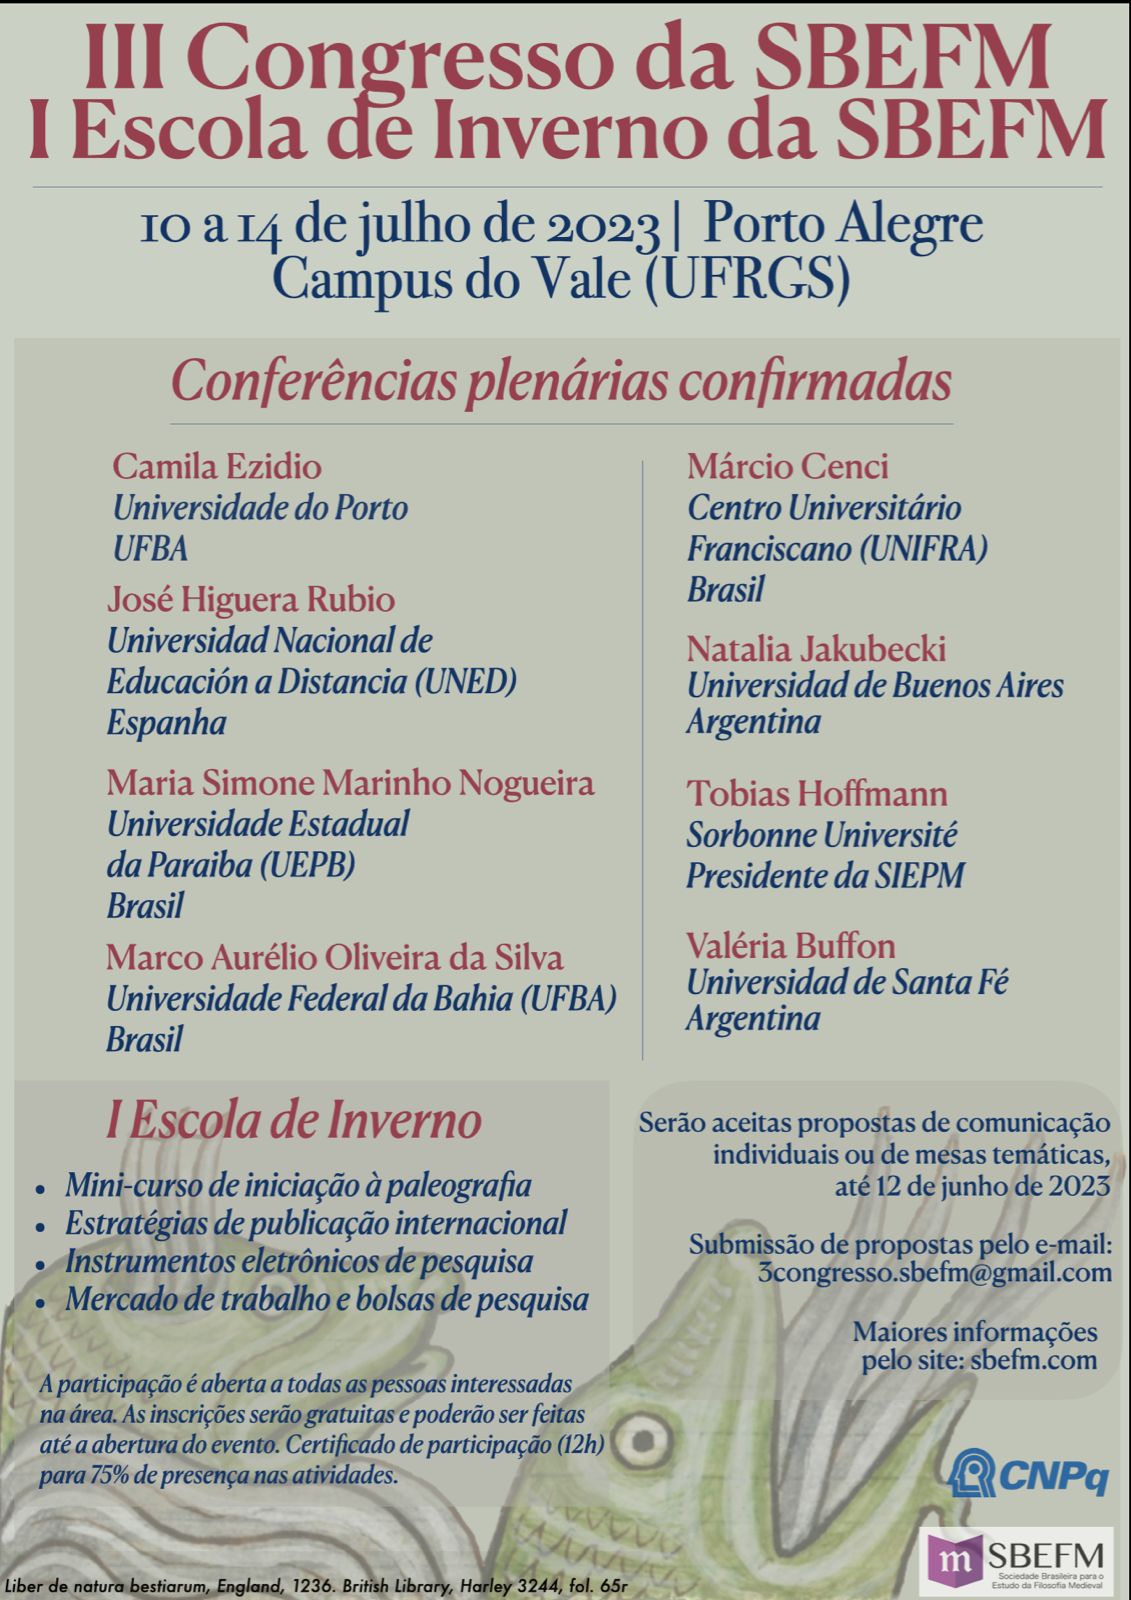 III Congresso da SBEFM
I Escola de Inverno da SBEFM
10 a 14 de julho de 2023| Porto Alegre
Campus do Vale (UFRGS)
Conferências plenárias confirmadas
Camila Ezidio
Universidade do Porto
UFBA
José Higuera Rubio
Universidad Nacional de
Educación a Distancia (UNED)
Espanha
Maria Simone Marinho Nogueira
Universidade Estadual
da Paraiba (UEPB)
Brasil
Marco Aurélio Oliveira da Silva
Universidade Federal da Bahia (UFBA)
Brasil
Márcio Cenci
Centro Universitário
Franciscano (UNIFRA)
Brasil
Natalia Jakubecki
Universidad de Buenos Aires
Argentina
Tobias Hoffmann
Sorbonne Université
Presidente da SIEPM
Valéria Buffon
Universidad de Santa Fé
Argentina
I Escola de Inverno
• Mini-curso de iniciação à paleografia
• Estratégias de publicação internacional
• Instrumentos eletrônicos de pesquisa
• Mercado de trabalho e bolsas de pesquisa
A participação é aberta a todas as pessoas interessadas
na área. As inscrições serão gratuitas e poderão ser feitas
até a abertura do evento. Certificado de participação (12h)
para 75% de presença nas atividades.
Serão aceitas propostas de comunicação
individuais ou de mesas temáticas,
até 12 de junho de 2023
Submissão de propostas pelo e-mail:
3congresso.sbefm@gmail.com
Maiores informações
pelo site: sbefm.com
CNPq
m SBEFM
Sociedade Brasileira para o
Estudo da Filosofia Medieval
Liber de natura bestiarum, England, 1236. British Library, Harley 3244, fol. 65r